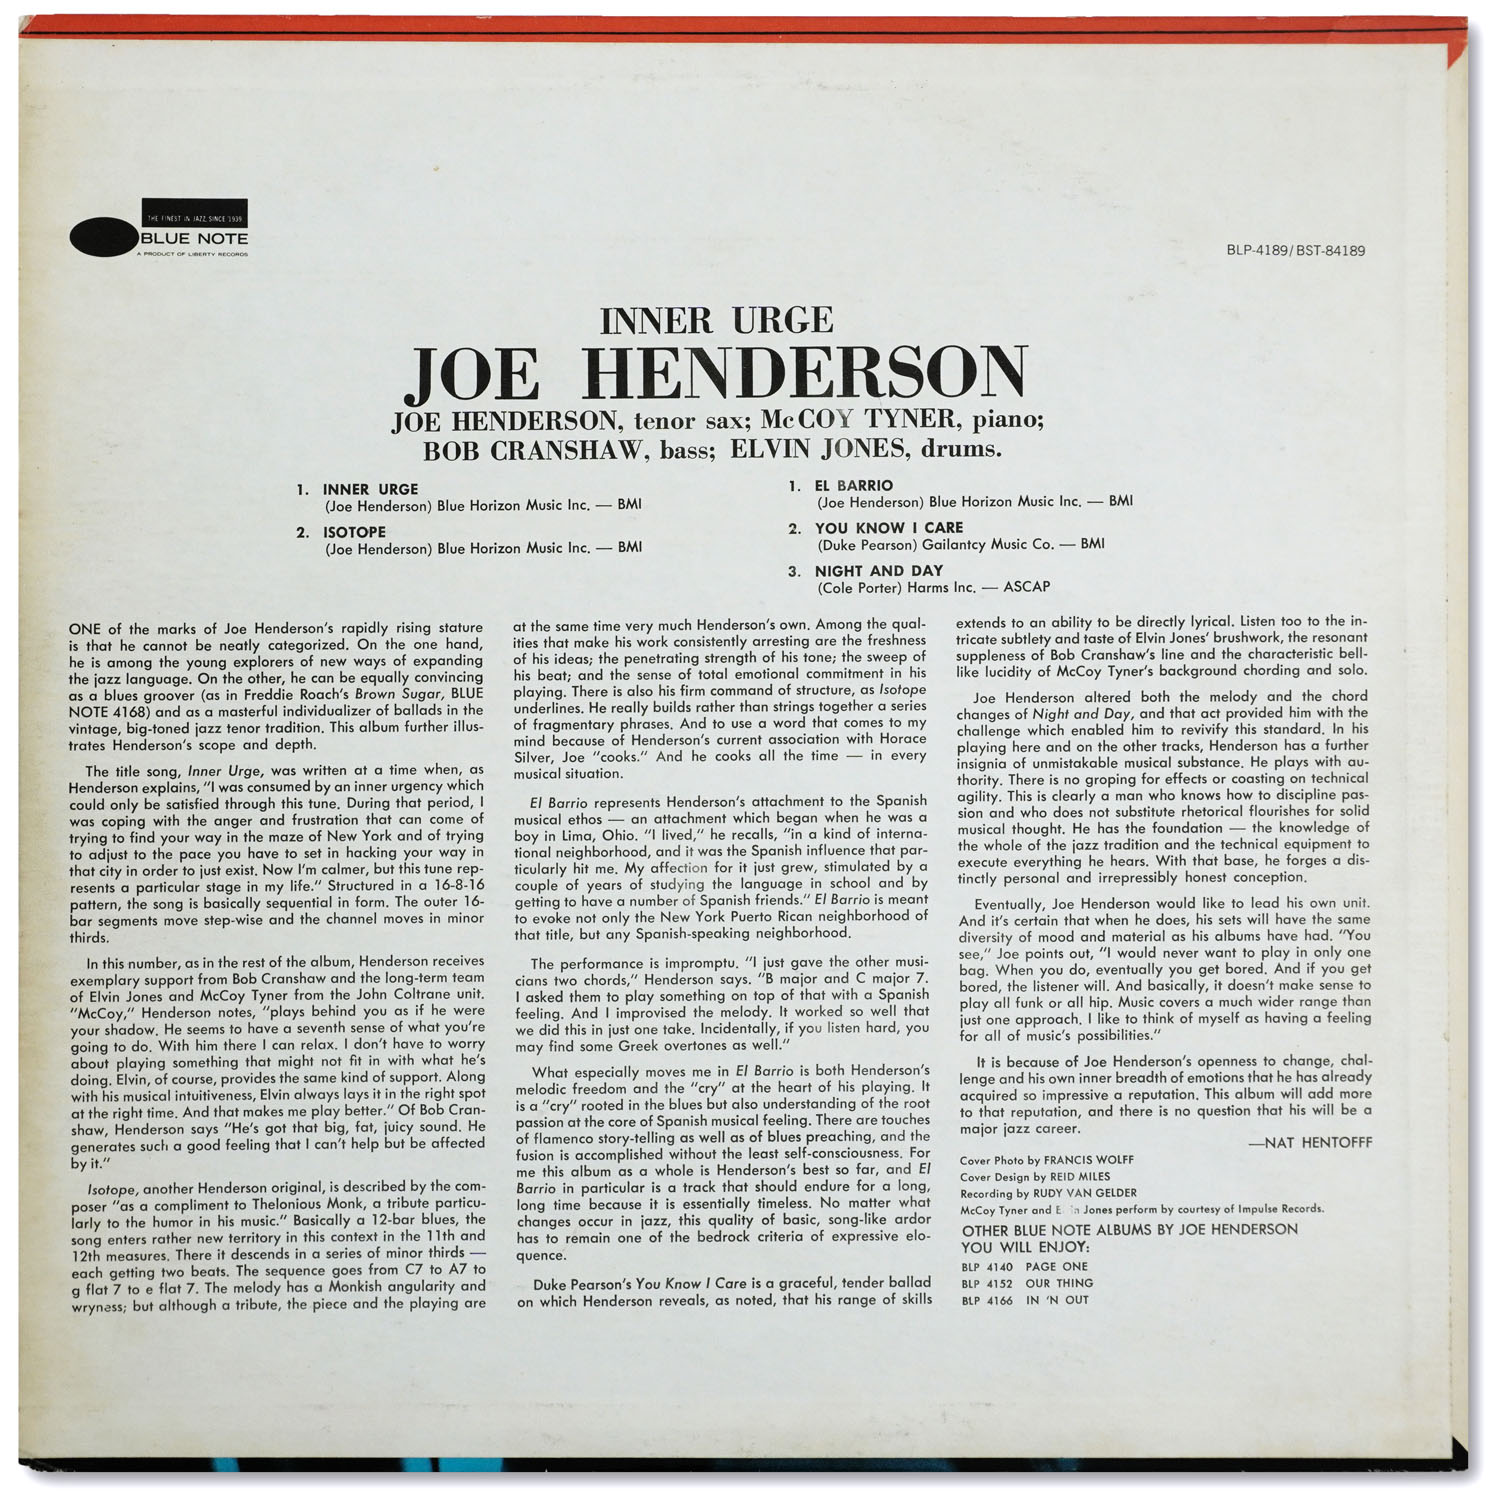 THE FINEST IN JAZZ SINCE 1939
BLUE NOTE
A PRODUCT OF LIBERTY RECORDS
BLP-4189/BST-84189
INNER URGE
JOE HENDERSON
JOE HENDERSON, tenor sax; McCOY TYNER, piano;
BOB CRANSHAW, bass; ELVIN JONES, drums.
1. INNER URGE
(Joe Henderson) Blue Horizon Music Inc. — BMI
2. ISOTOPE
(Joe Henderson) Blue Horizon Music Inc. — BMI
1. EL BARRIO
(Joe Henderson) Blue Horizon Music Inc. — BMI
2. YOU KNOW I CARE
(Duke Pearson) Gailantcy Music Co. — BMI
3. NIGHT AND DAY
(Cole Porter) Harms Inc. — ASCAP
ONE of the marks of Joe Henderson's rapidly rising stature
is that he cannot be neatly categorized. On the one hand,
he is among the young explorers of new ways of expanding
the jazz language. On the other, he can be equally convincing
as a blues groover (as in Freddie Roach's Brown Sugar, BLUE
NOTE 4168) and as a masterful individualizer of ballads in the
vintage, big-toned jazz tenor tradition. This album further illus-
trates Henderson's scope and depth.
The title song, Inner Urge, was written at a time when, as
Henderson explains, "I was consumed by an inner urgency which
could only be satisfied through this tune. During that period, I
was coping with the anger and frustration that can come of
trying to find your way in the maze of New York and of trying
to adjust to the pace you have to set in hacking your way in
that city in order to just exist. Now I'm calmer, but this tune rep-
resents a particular stage in my life." Structured in a 16-8-16
pattern, the song is basically sequential in form. The outer 16-
bar segments move step-wise and the channel moves in minor
thirds.
In this number, as in the rest of the album, Henderson receives
exemplary support from Bob Cranshaw and the long-term team
of Elvin Jones and McCoy Tyner from the John Coltrane unit.
"McCoy," Henderson notes, "plays behind you as if he were
your shadow. He seems to have a seventh sense of what you're
going to do. With him there I can relax. I don't have to worry
about playing something that might not fit in with what he's
doing. Elvin, of course, provides the same kind of support. Along
with his musical intuitiveness, Elvin always lays it in the right spot
at the right time. And that makes me play better." Of Bob Cran-
shaw, Henderson says "He's got that big, fat, juicy sound. He
generates such a good feeling that I can't help but be affected
by it."
Isotope, another Henderson original, is described by the com-
poser "as a compliment to Thelonious Monk, a tribute particu-
larly to the humor in his music." Basically a 12-bar blues, the
song enters rather new territory in this context in the 11th and
12th measures. There it descends in a series of minor thirds —
each getting two beats. The sequence goes from C7 to A7 to
g flat 7 to e flat 7. The melody has a Monkish angularity and
wryness; but although a tribute, the piece and the playing are
at the same time very much Henderson's own. Among the qual-
ities that make his work consistently arresting are the freshness
of his ideas; the penetrating strength of his tone; the sweep of
his beat; and the sense of total emotional commitment in his
playing. There is also his firm command of structure, as Isotope
underlines. He really builds rather than strings together a series
of fragmentary phrases. And to use a word that comes to my
mind because of Henderson's current association with Horace
Silver, Joe "cooks." And he cooks all the time — in every
musical situation.
El Barrio represents Henderson's attachment to the Spanish
musical ethos — an attachment which began when he was a
boy in Lima, Ohio. "I lived," he recalls, "in a kind of interna-
tional neighborhood, and it was the Spanish influence that par-
ticularly hit me. My affection for it just grew, stimulated by a
couple of years of studying the language in school and by
getting to have a number of Spanish friends." El Barrio is meant
to evoke not only the New York Puerto Rican neighborhood of
that title, but any Spanish-speaking neighborhood.
The performance is impromptu. "I just gave the other musi-
cians two chords," Henderson says. "B major and C major 7.
I asked them to play something on top of that with a Spanish
feeling. And I improvised the melody. It worked so well that
we did this in just one take. Incidentally, if you listen hard, you
may find some Greek overtones as well."
What especially moves me in El Barrio is both Henderson's
melodic freedom and the "cry" at the heart of his playing. It
is a "cry" rooted in the blues but also understanding of the root
passion at the core of Spanish musical feeling. There are touches
of flamenco story-telling as well as of blues preaching, and the
fusion is accomplished without the least self-consciousness. For
me this album as a whole is Henderson's best so far, and El
Barrio in particular is a track that should endure for a long,
long time because it is essentially timeless. No matter what
changes occur in jazz, this quality of basic, song-like ardor
has to remain one of the bedrock criteria of expressive elo-
quence.
Duke Pearson's You Know I Care is a graceful, tender ballad
on which Henderson reveals, as noted, that his range of skills
extends to an ability to be directly lyrical. Listen too to the in-
tricate subtlety and taste of Elvin Jones' brushwork, the resonant
suppleness of Bob Cranshaw's line and the characteristic bell-
like lucidity of McCoy Tyner's background chording and solo.
Joe Henderson altered both the melody and the chord
changes of Night and Day, and that act provided him with the
challenge which enabled him to revivify this standard. In his
playing here and on the other tracks, Henderson has a further
insignia of unmistakable musical substance. He plays with au-
thority. There is no groping for effects or coasting on technical
agility. This is clearly a man who knows how to discipline pas-
sion and who does not substitute rhetorical flourishes for solid
musical thought. He has the foundation — the knowledge of
the whole of the jazz tradition and the technical equipment to
execute everything he hears. With that base, he forges a dis-
tinctly personal and irrepressibly honest conception.
Eventually, Joe Henderson would like to lead his own unit.
And it's certain that when he does, his sets will have the same
diversity of mood and material as his albums have had. "You
see," Joe points out, "I would never want to play in only one
bag. When you do, eventually you get bored. And if you get
bored, the listener will. And basically, it doesn't make sense to
play all funk or all hip. Music covers a much wider range than
just one approach. I like to think of myself as having a feeling
for all of music's possibilities."
It is because of Joe Henderson's openness to change, chal-
lenge and his own inner breadth of emotions that he has already
acquired so impressive a reputation. This album will add more
to that reputation, and there is no question that his will be a
major jazz career.
—NAT HENTOFFF
Cover Photo by FRANCIS WOLFF
Cover Design by REID MILES
Recording by RUDY VAN GELDER
McCoy Tyner and Jones perform by courtesy of Impulse Records.
OTHER BLUE NOTE ALBUMS BY JOE HENDERSON
YOU WILL ENJOY:
BLP 4140 PAGE ONE
BLP 4152 OUR THING
BLP 4166 IN 'N OUT